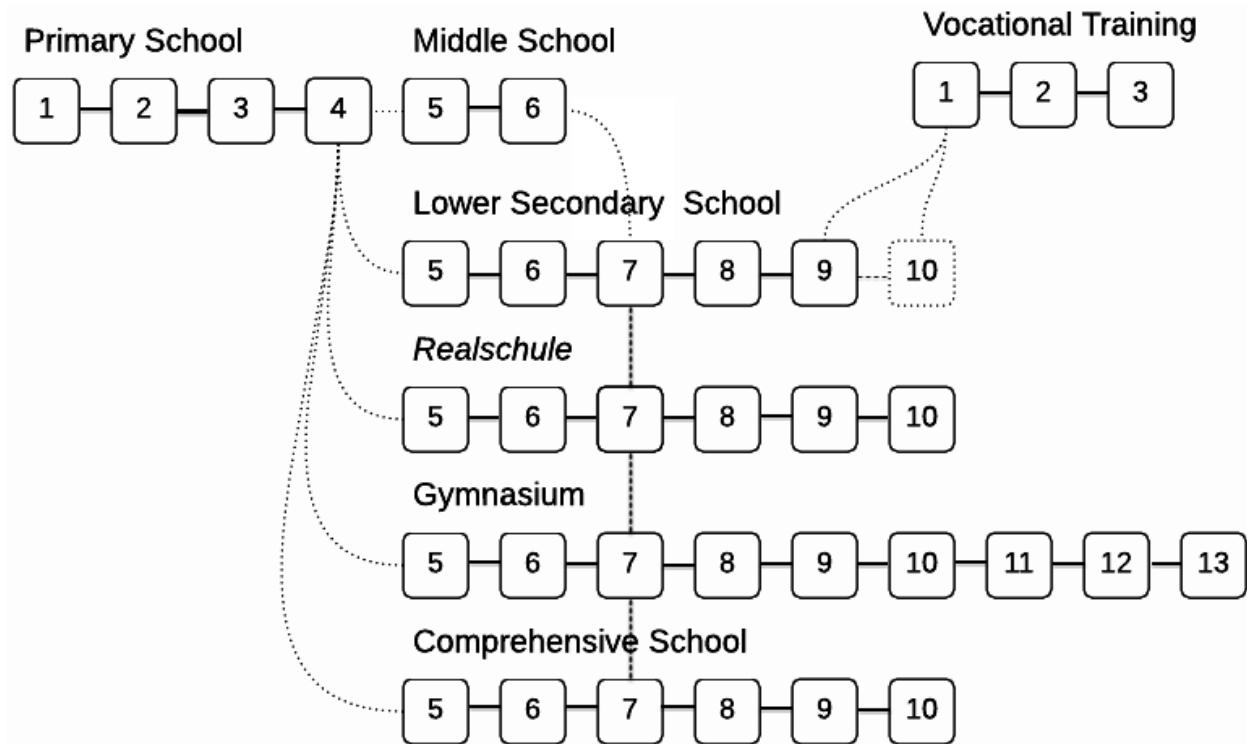 Primary School
Middle School
Vocational Training
1 2 3 4 5 6
1 2 3
Lower Secondary School
5 6 7 8 9 10
Realschule
5 6 7 8 9 10
Gymnasium
5 6 7 8 9 10 11 12 13
Comprehensive School
5 6 7 8 9 10